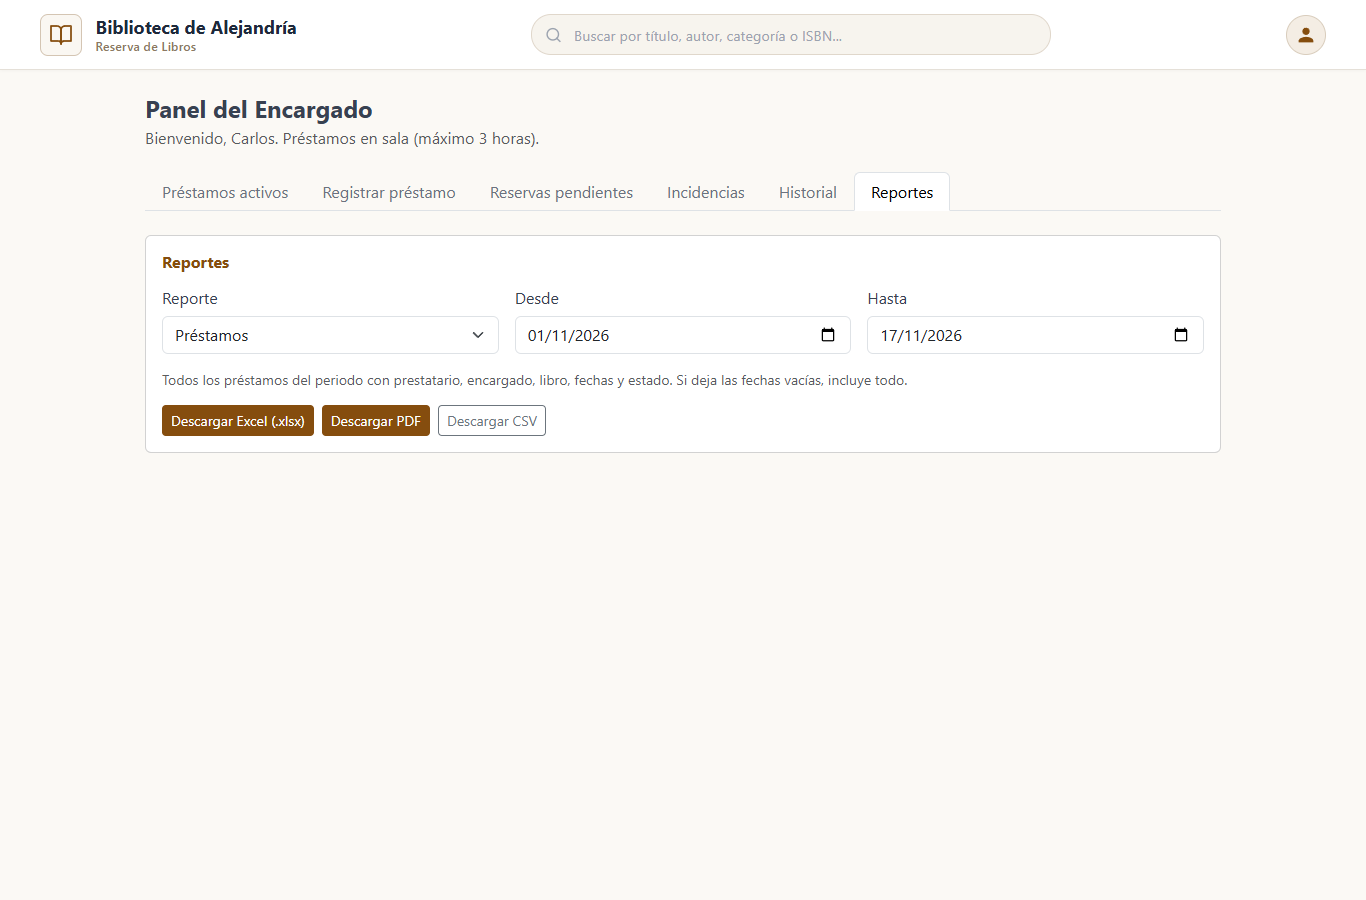 Biblioteca de Alejandría
Reserva de Libros
Buscar por título, autor, categoría o ISBN...
Panel del Encargado
Bienvenido, Carlos. Préstamos en sala (máximo 3 horas).
Préstamos activos Registrar préstamo Reservas pendientes Incidencias Historial Reportes
Reportes
Reporte Desde Hasta
Préstamos 01/11/2026 17/11/2026
Todos los préstamos del periodo con prestatario, encargado, libro, fechas y estado. Si deja las fechas vacías, incluye todo.
Descargar Excel (.xlsx) Descargar PDF Descargar CSV